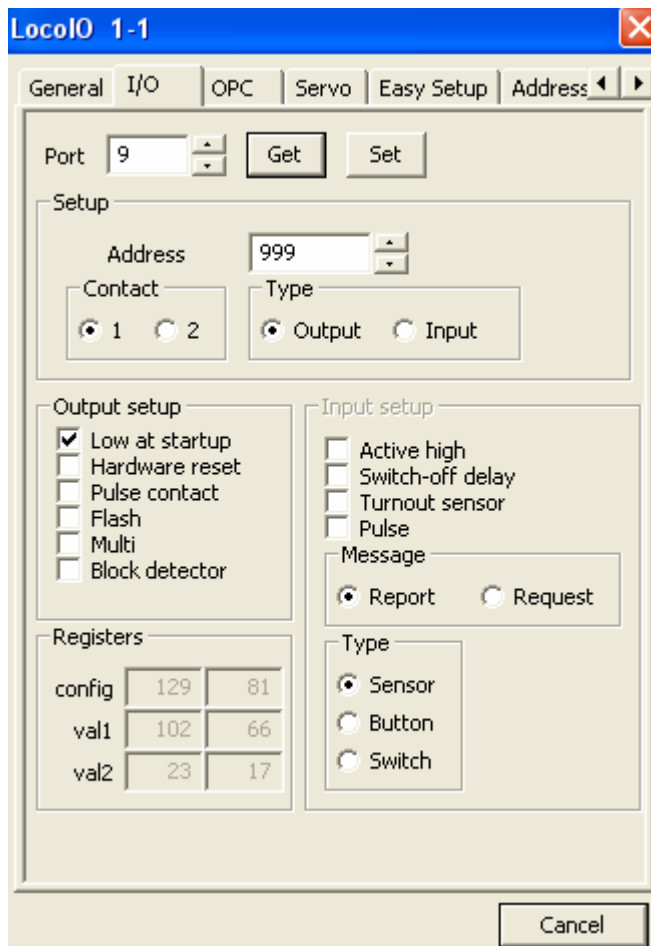 LocoIO 1-1
General I/O OPC Servo Easy Setup Address
Port 9 Get Set
Setup
Address 999
Contact Type
1 2 Output Input
Output setup
Low at startup
Hardware reset
Pulse contact
Flash
Multi
Block detector
Input setup
Active high
Switch-off delay
Turnout sensor
Pulse
Message
Report Request
Registers
config 129 81
val1 102 66
val2 23 17
Type
Sensor
Button
Switch
Cancel